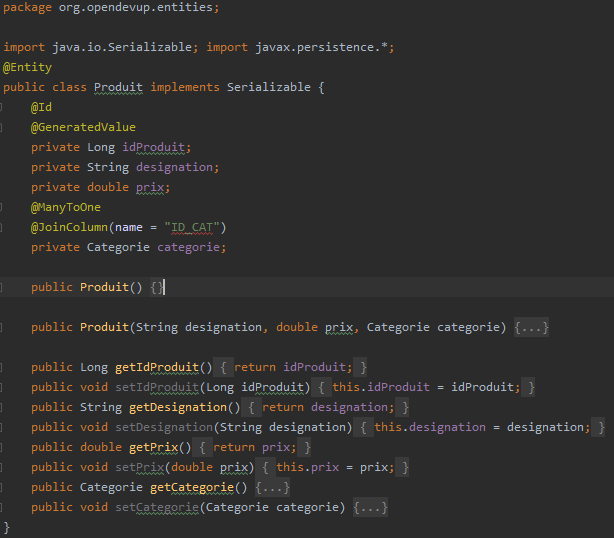 package org.opendevup.entities;
import java.io.Serializable; import javax.persistence.*;
@Entity
public class Produit implements Serializable {
@Id
@GeneratedValue
private Long idProduit;
private String designation;
private double prix;
@ManyToOne
@JoinColumn(name = "ID_CAT")
private Categorie categorie;
public Produit() {}
public Produit(String designation, double prix, Categorie categorie) {...}
public Long getIdProduit() { return idProduit; }
public void setIdProduit(Long idProduit) { this.idProduit = idProduit; }
public String getDesignation() { return designation; }
public void setDesignation(String designation) { this.designation = designation; }
public double getPrix() { return prix; }
public void setPrix(double prix) { this.prix = prix; }
public Categorie getCategorie() {...}
public void setCategorie(Categorie categorie) {...}
}